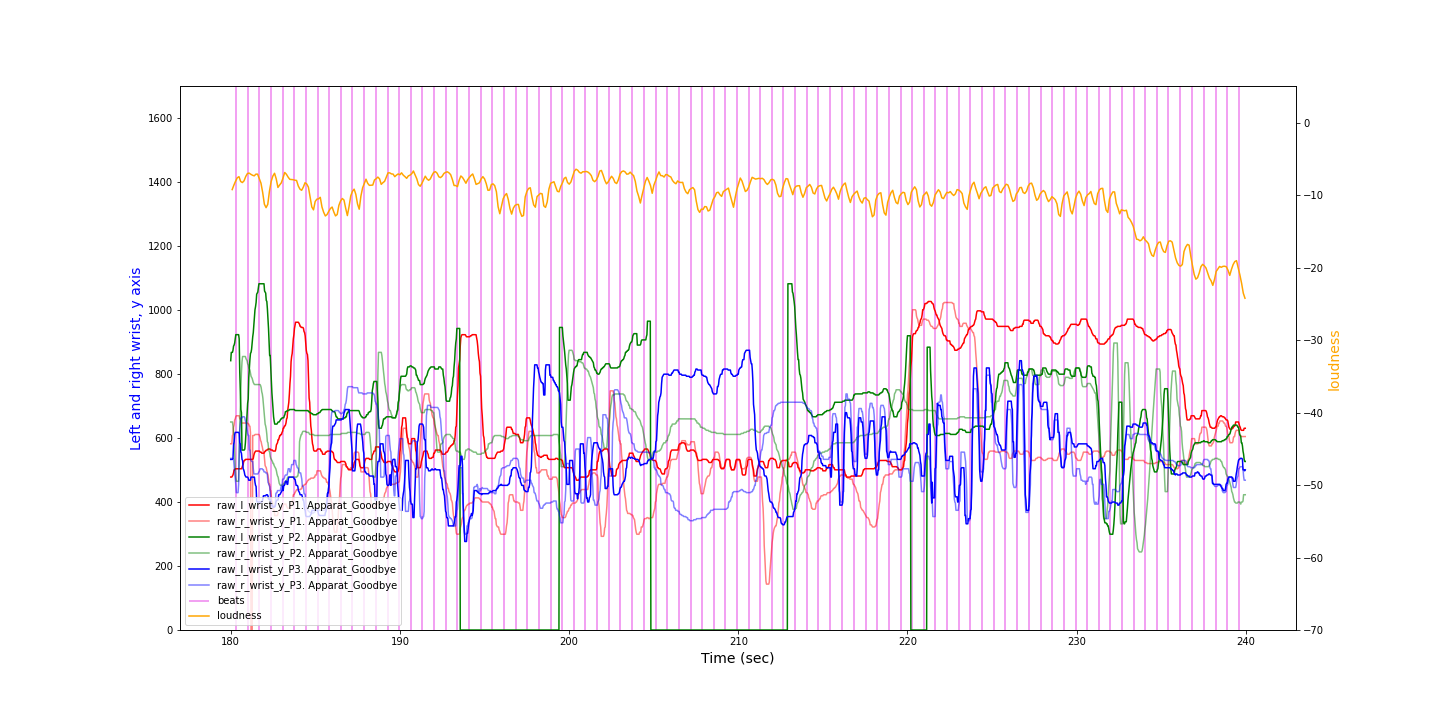 1600
1400
1200
1000
800
600
400
200
0
Left and right wrist, y axis
0
−10
−20
−30
−40
−50
−60
−70
loudness
raw_l_wrist_y_P1. Apparat_Goodbye
raw_r_wrist_y_P1. Apparat_Goodbye
raw_l_wrist_y_P2. Apparat_Goodbye
raw_r_wrist_y_P2. Apparat_Goodbye
raw_l_wrist_y_P3. Apparat_Goodbye
raw_r_wrist_y_P3. Apparat_Goodbye
beats
loudness
180 190 200 210 220 230 240
Time (sec)